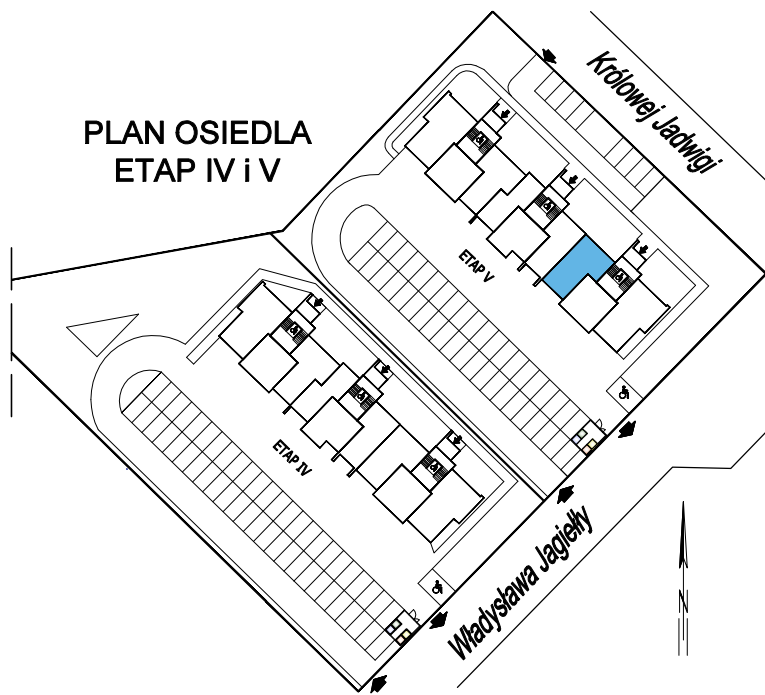 PLAN OSIEDLA
ETAP IV i V
Królowej Jadwigi
ETAP V
ETAP IV
Władysława Jagiełły
N